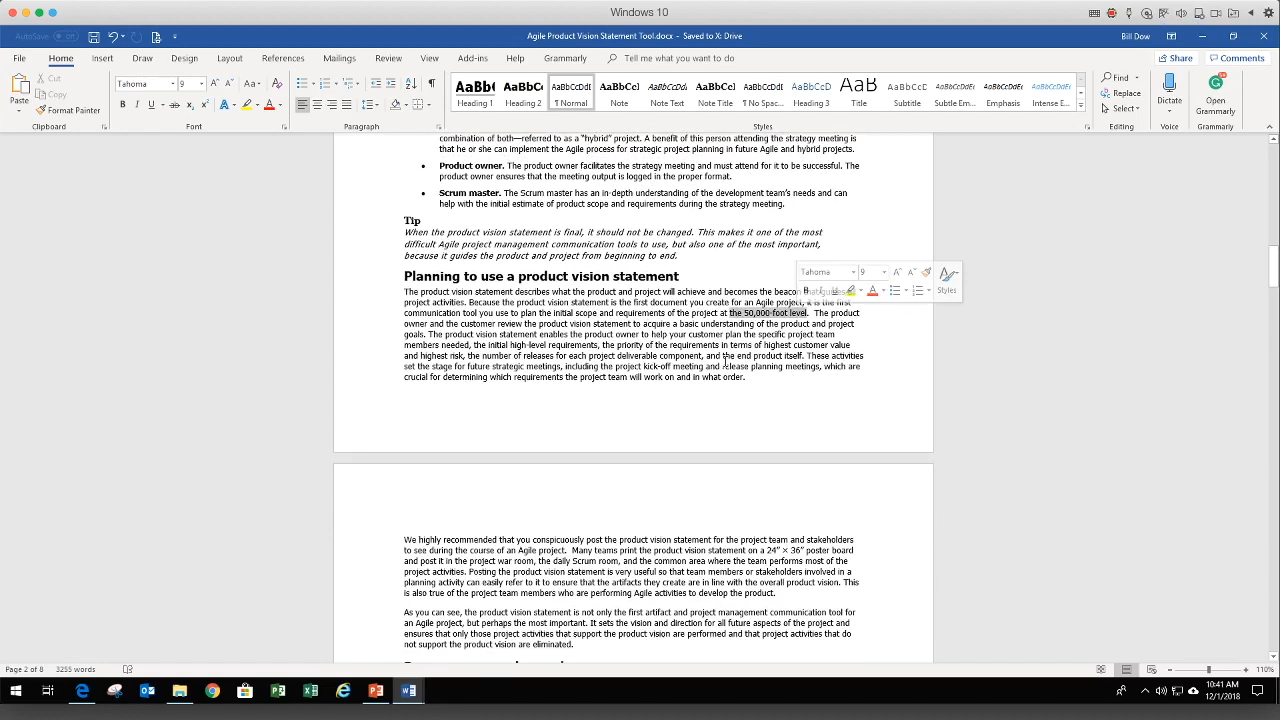 Windows 10
AutoSave Off
Agile Product Vision Statement Tool.docx - Saved to X: Drive
Bill Dow
File Home Insert Draw Design Layout References Mailings Review View Add-ins Help Grammarly Tell me what you want to do
Share Comments
Paste
Cut
Copy
Format Painter
Clipboard
Tahoma 9
Font
Paragraph
AaBbC Heading 1
AaBbCc Heading 2
AaBbCcDd ¶ Normal
AaBbCcl Note
AaBbCcDd Note Text
AaBbCcl Note Title
AaBbCcDd ¶ No Spac...
AaBbCcD Heading 3
AaB Title
AaBbCcD Subtitle
AaBbCcDd Subtle Em...
AaBbCcDd Emphasis
AaBbCcDd Intense E...
Styles
Find
Replace
Select
Editing
Dictate
Voice
Open
Grammarly
Grammarly
combination of both—referred to as a “hybrid” project. A benefit of this person attending the strategy meeting is
that he or she can implement the Agile process for strategic project planning in future Agile and hybrid projects.
• Product owner. The product owner facilitates the strategy meeting and must attend for it to be successful. The
product owner ensures that the meeting output is logged in the proper format.
• Scrum master. The Scrum master has an in-depth understanding of the development team’s needs and can
help with the initial estimate of product scope and requirements during the strategy meeting.
Tip
When the product vision statement is final, it should not be changed. This makes it one of the most
difficult Agile project management communication tools to use, but also one of the most important,
because it guides the product and project from beginning to end.
Planning to use a product vision statement
Tahoma 9
Styles
The product vision statement describes what the product and project will achieve and becomes the beacon that guides
project activities. Because the product vision statement is the first document you create for an Agile project, it is the first
communication tool you use to plan the initial scope and requirements of the project at the 50,000-foot level. The product
owner and the customer review the product vision statement to acquire a basic understanding of the product and project
goals. The product vision statement enables the product owner to help your customer plan the specific project team
members needed, the initial high-level requirements, the priority of the requirements in terms of highest customer value
and highest risk, the number of releases for each project deliverable component, and the end product itself. These activities
set the stage for future strategic meetings, including the project kick-off meeting and release planning meetings, which are
crucial for determining which requirements the project team will work on and in what order.
We highly recommended that you conspicuously post the product vision statement for the project team and stakeholders
to see during the course of an Agile project. Many teams print the product vision statement on a 24” × 36” poster board
and post it in the project war room, the daily Scrum room, and the common area where the team performs most of the
project activities. Posting the product vision statement is very useful so that team members or stakeholders involved in a
planning activity can easily refer to it to ensure that the artifacts they create are in line with the overall product vision. This
is also true of the project team members who are performing Agile activities to develop the product.
As you can see, the product vision statement is not only the first artifact and project management communication tool for
an Agile project, but perhaps the most important. It sets the vision and direction for all future aspects of the project and
ensures that only those project activities that support the product vision are performed and that project activities that do
not support the product vision are eliminated.
Page 2 of 8 3255 words
110%
10:41 AM
12/1/2018